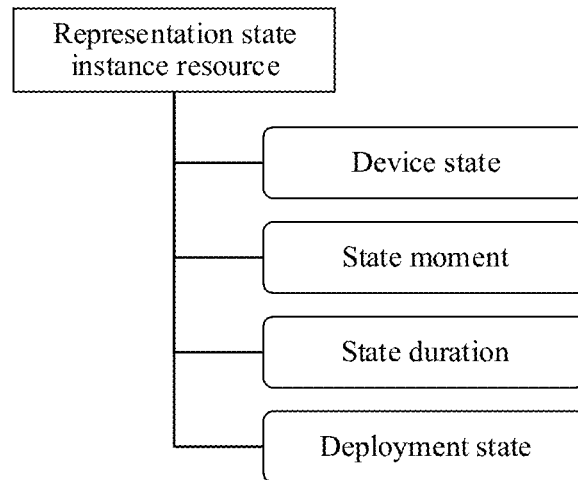 Representation state
instance resource
Device state
State moment
State duration
Deployment state